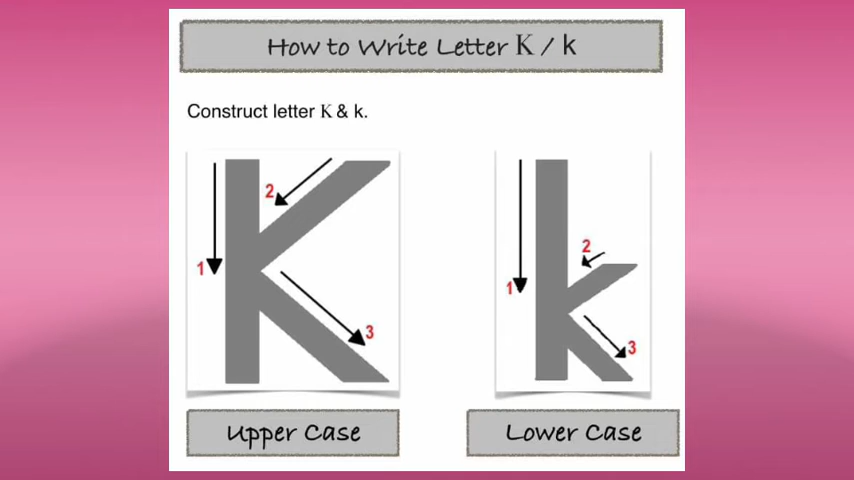 How to Write Letter K / k
Construct letter K & k.
2
1
3
2
1
3
Upper Case
Lower Case